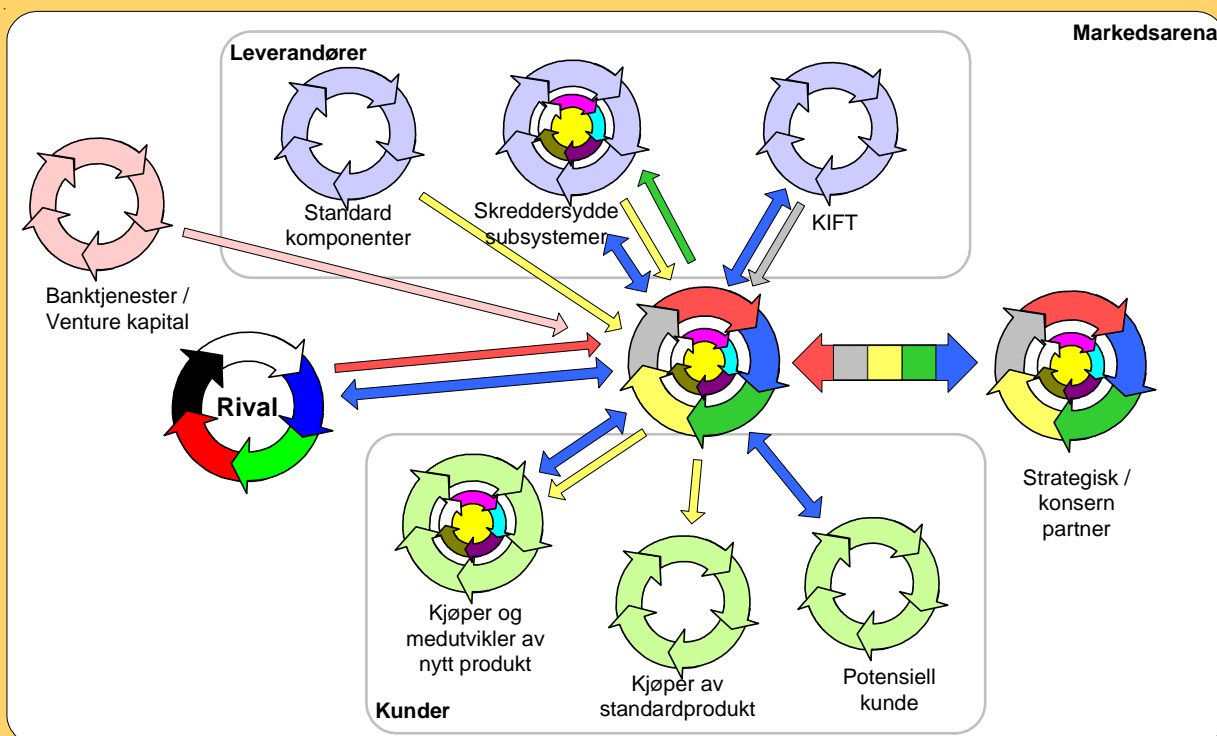 Markedsarena
Leverandører
Standard
komponenter
Skreddersydde
subsystemer
KIFT
Banktjenester /
Venture kapital
Rival
Strategisk /
konsern
partner
Kjøper og
medutvikler av
nytt produkt
Kjøper av
standardprodukt
Potensiell
kunde
Kunder